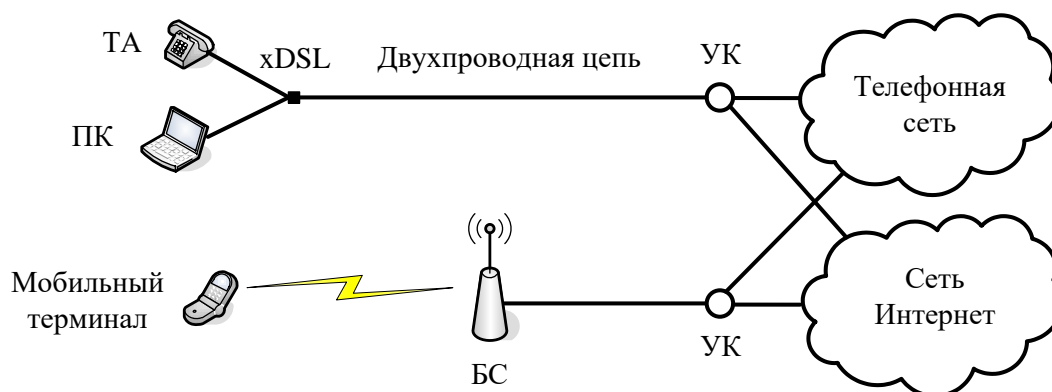 ТА
xDSL
Двухпроводная цепь
УК
Телефонная
сеть
ПК
Мобильный
терминал
БС
УК
Сеть
Интернет